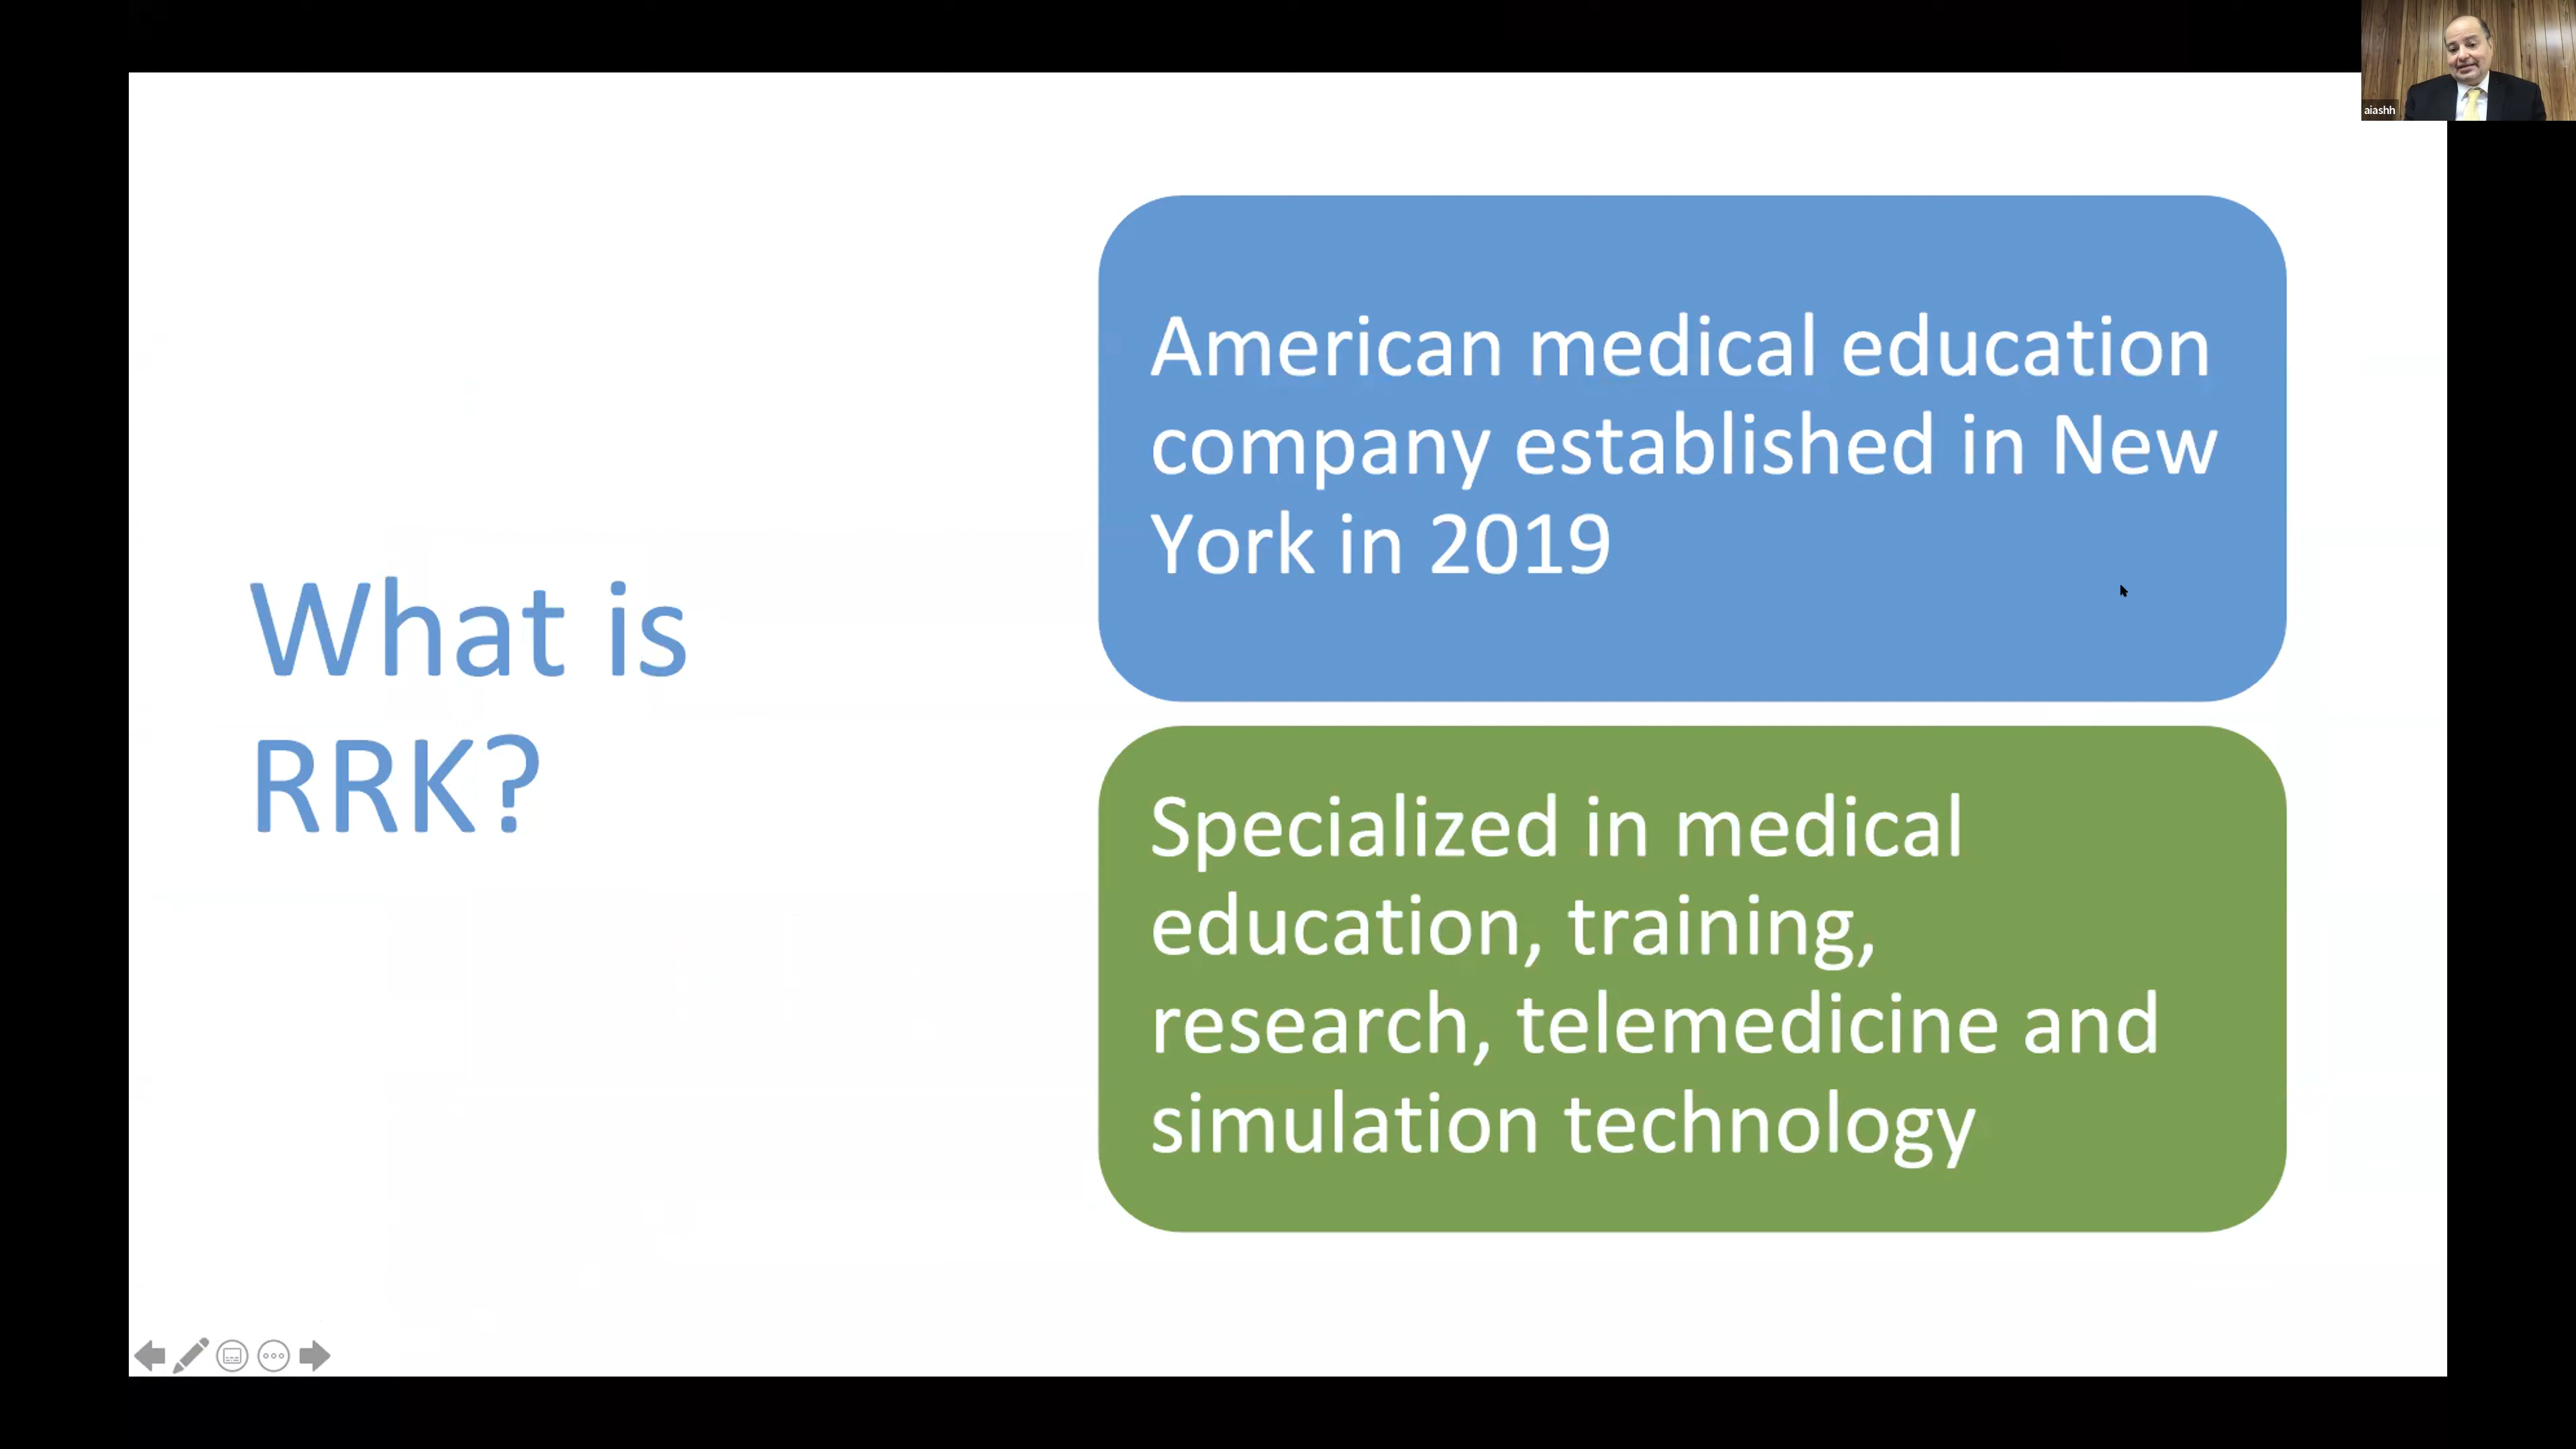 aiashh
What is
RRK?
American medical education
company established in New
York in 2019
Specialized in medical
education, training,
research, telemedicine and
simulation technology